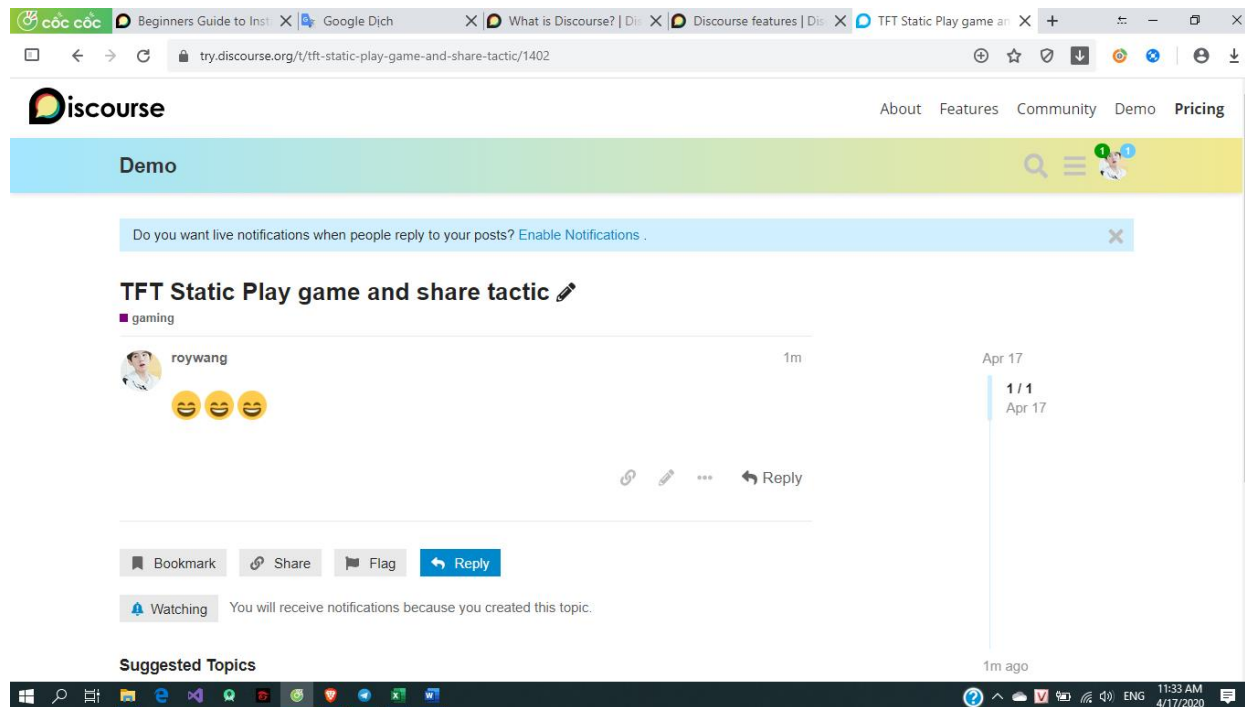 cốc cốc Beginners Guide to Inst Google Dịch What is Discourse? | Dis Discourse features | Dis TFT Static Play game an
try.discourse.org/t/tft-static-play-game-and-share-tactic/1402
Discourse About Features Community Demo Pricing
Demo 1 1
Do you want live notifications when people reply to your posts? Enable Notifications .
TFT Static Play game and share tactic
gaming
roywang 1m Apr 17
1 / 1
Apr 17
Reply
Bookmark Share Flag Reply
Watching You will receive notifications because you created this topic.
Suggested Topics 1m ago
ENG 11:33 AM
4/17/2020